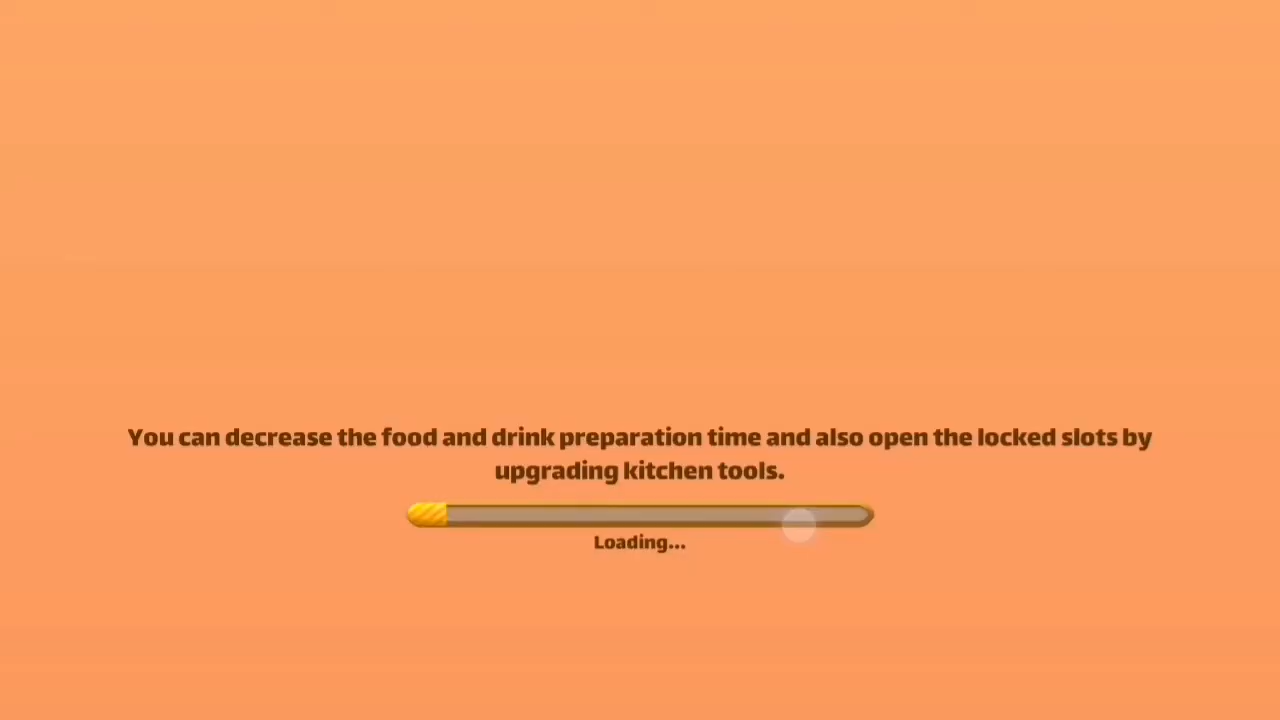 You can decrease the food and drink preparation time and also open the locked slots by
upgrading kitchen tools.
Loading...